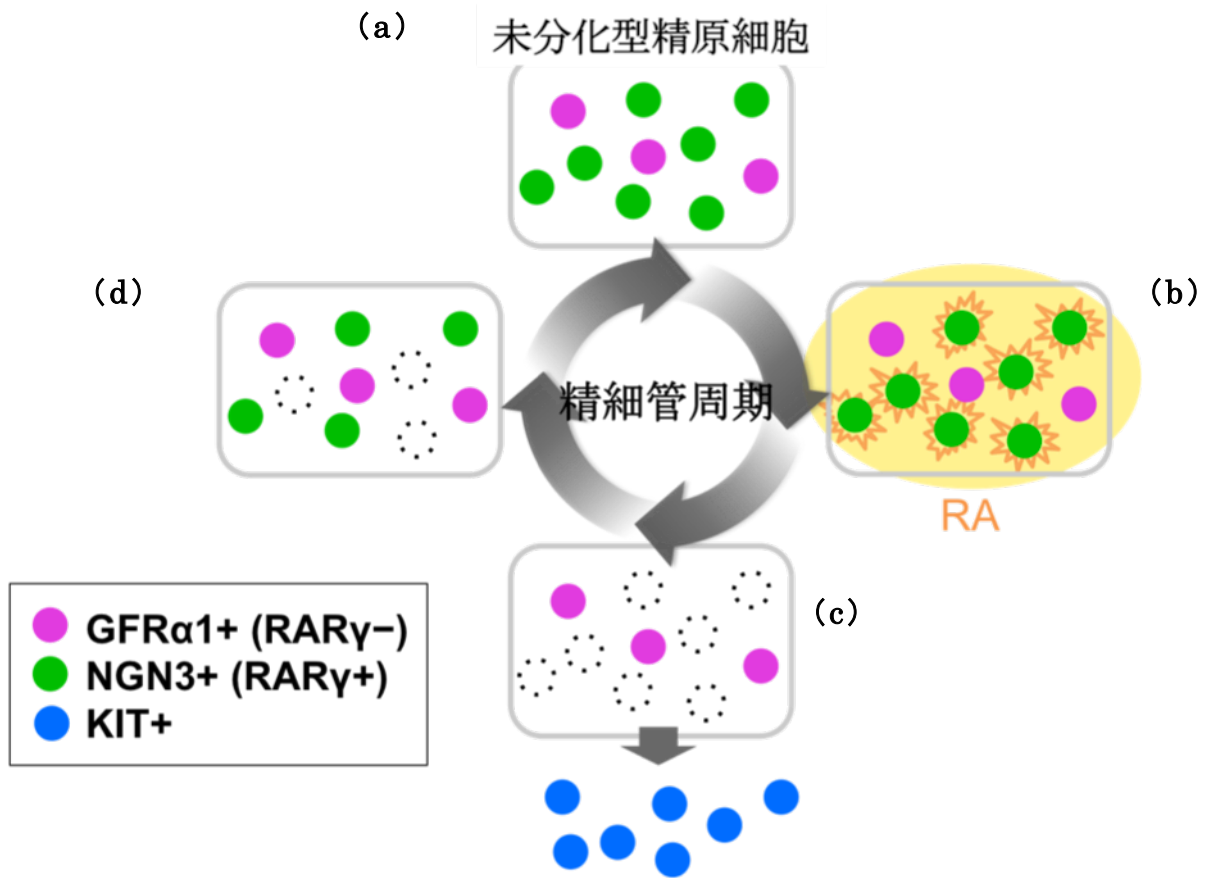 (a)
未分化型精原細胞
(d)
(b)
精細管周期
RA
(c)
GFRα1+ (RARγ−)
NGN3+ (RARγ+)
KIT+